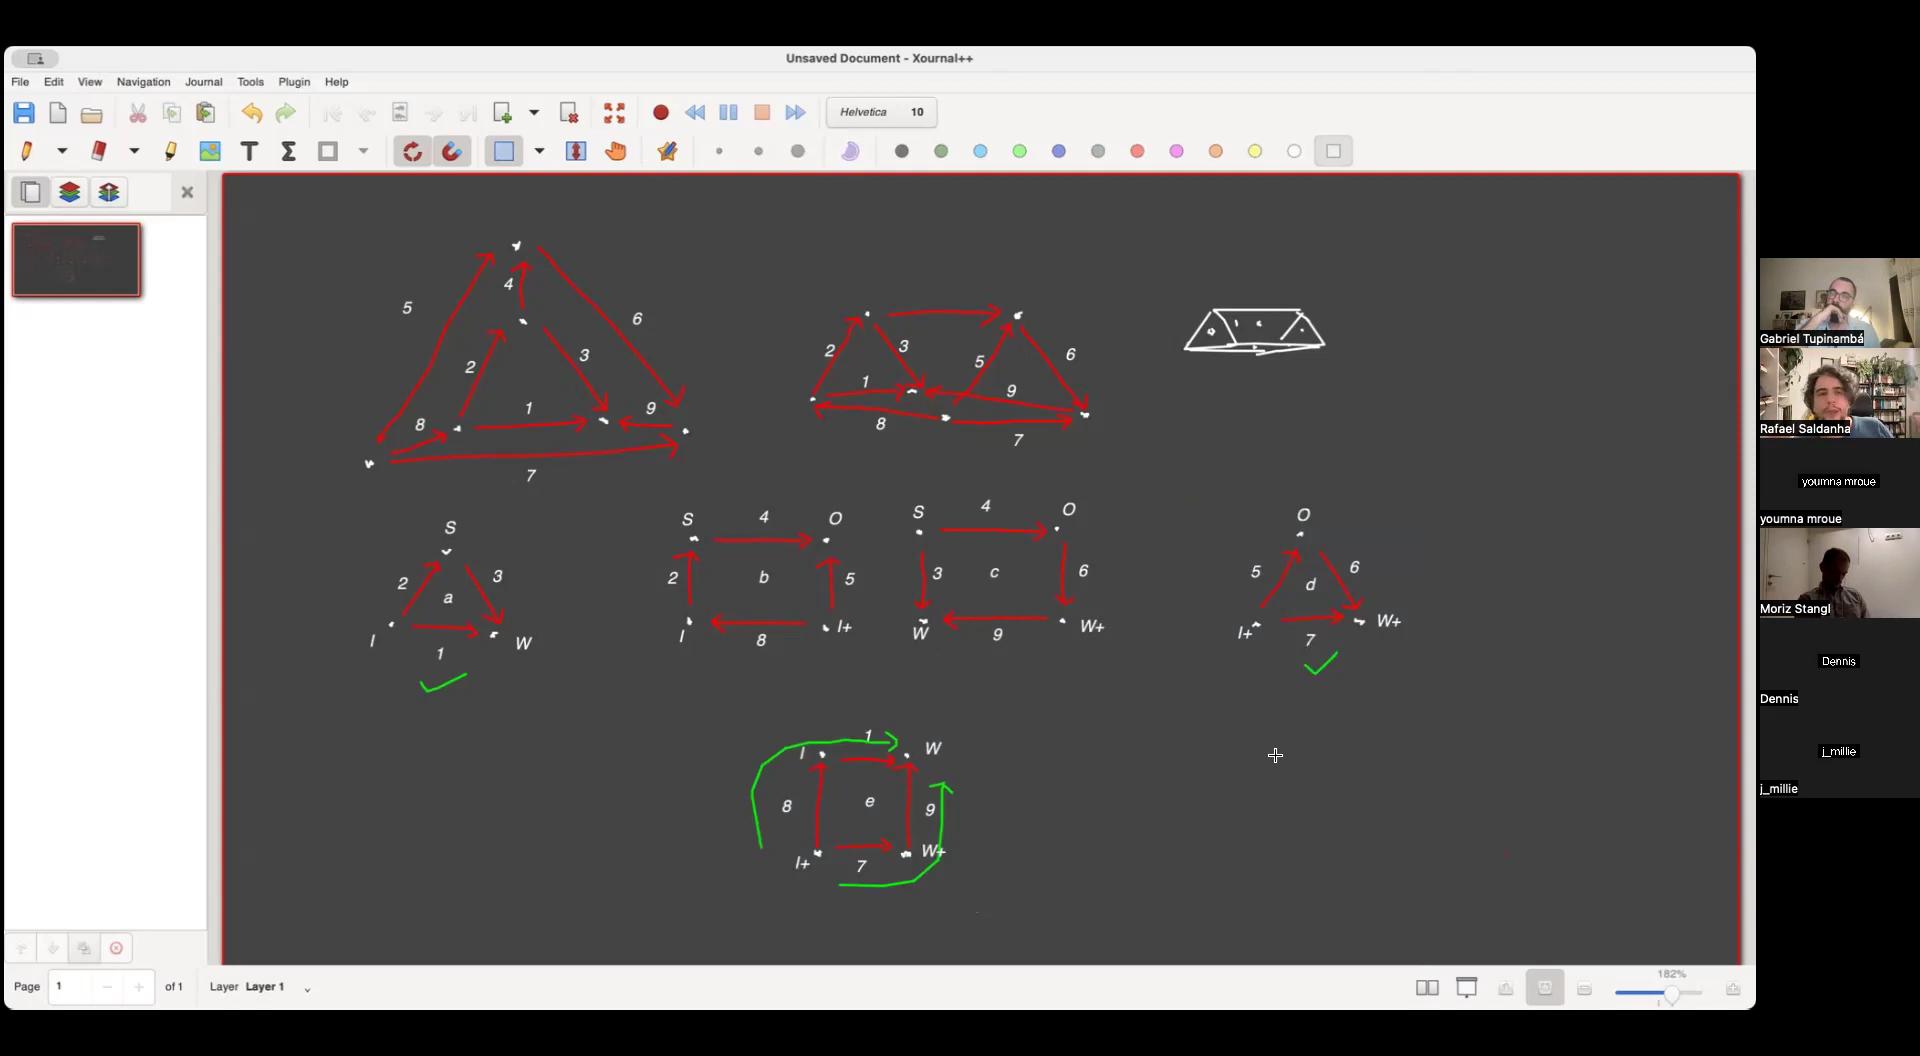 Unsaved Document - Xournal++
File Edit View Navigation Journal Tools Plugin Help
Helvetica 10
T Σ
5 4 6
2 3
8 1 9
7
2 3 5 6
1 9
8 7
S
2 3
a
I W
1
S 4 O
2 b 5
I I+
8
S 4 O
3 c 6
W W+
9
O
5 6
d
I+ W+
7
1
I W
8 e 9
I+ W+
7
Page 1 of 1 Layer Layer 1
182%
Gabriel Tupinambá
Rafael Saldanha
youmna mroue
youmna mroue
Moriz Stangl
Dennis
Dennis
j_millie
j_millie